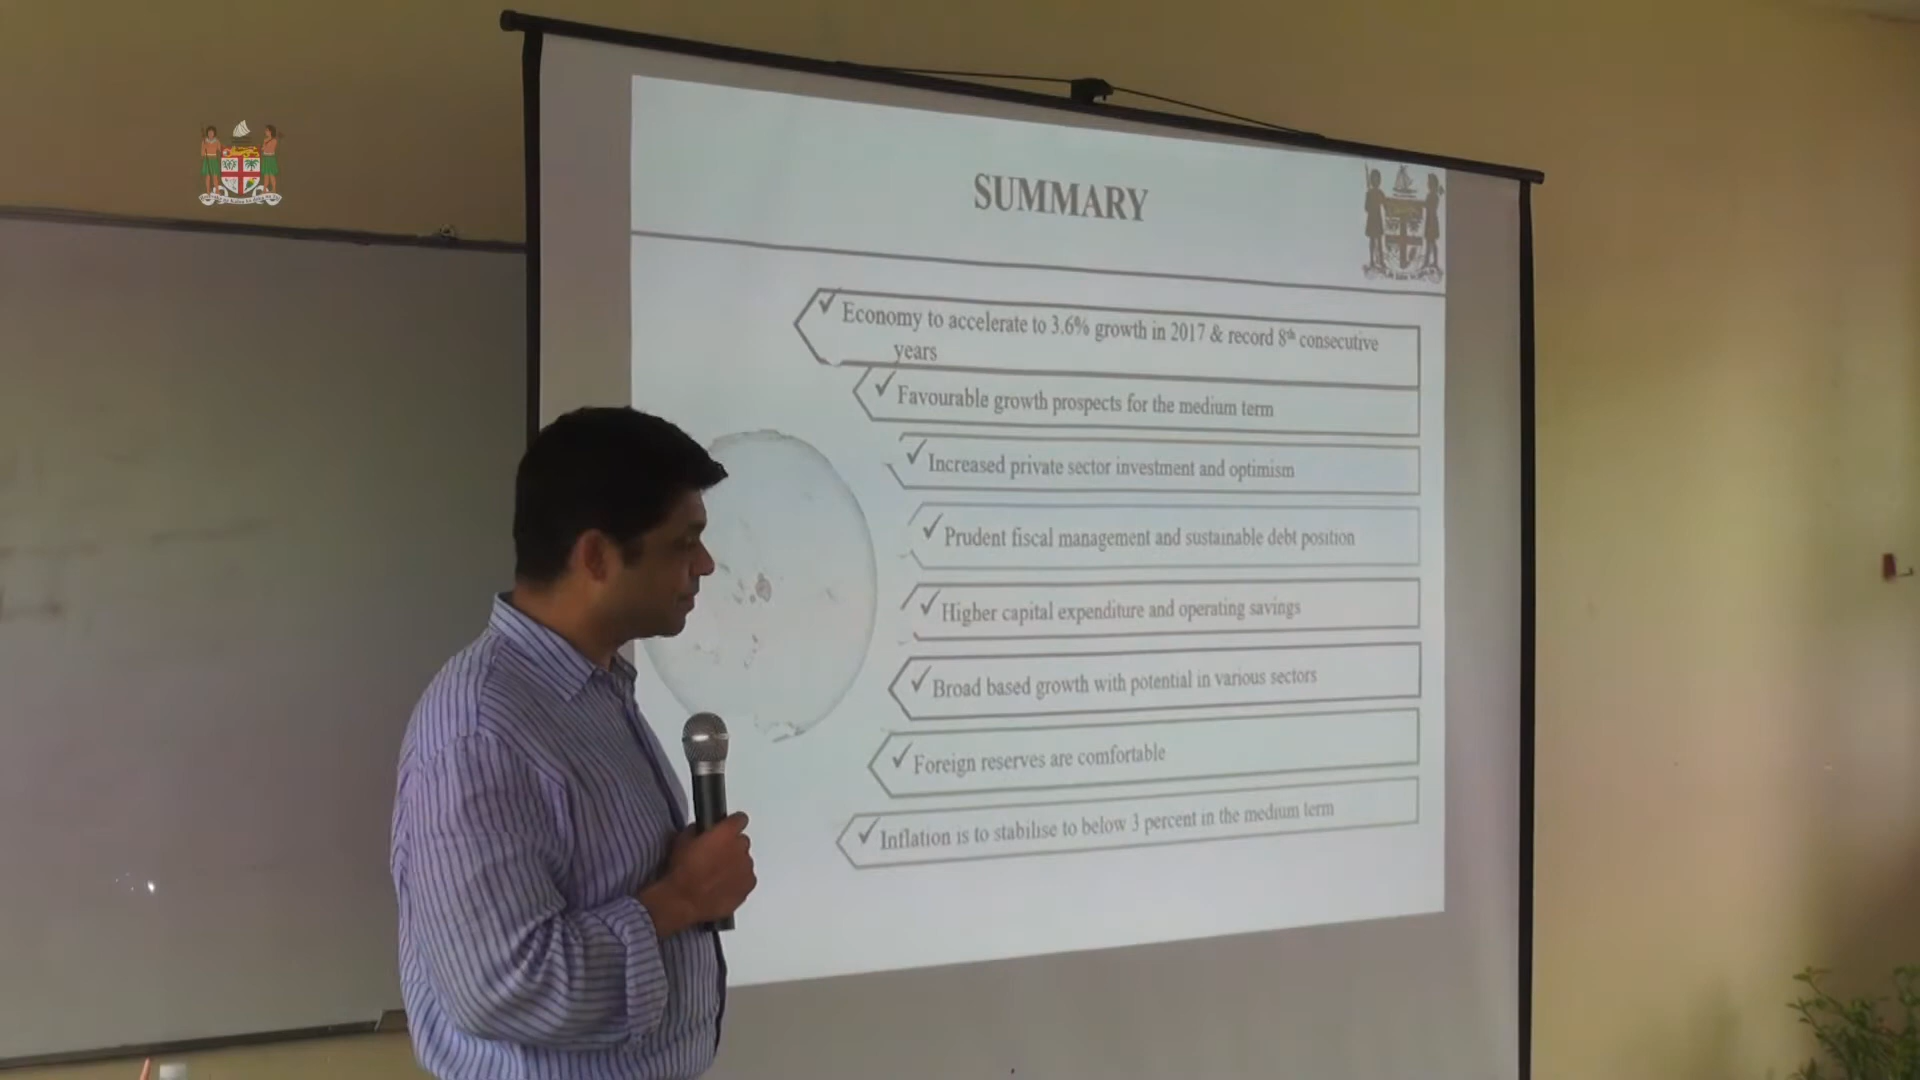 SUMMARY
✓ Economy to accelerate to 3.6% growth in 2017 & record 8th consecutive
years
✓ Favourable growth prospects for the medium term
✓ Increased private sector investment and optimism
✓ Prudent fiscal management and sustainable debt position
✓ Higher capital expenditure and operating savings
✓ Broad based growth with potential in various sectors
✓ Foreign reserves are comfortable
✓ Inflation is to stabilise to below 3 percent in the medium term